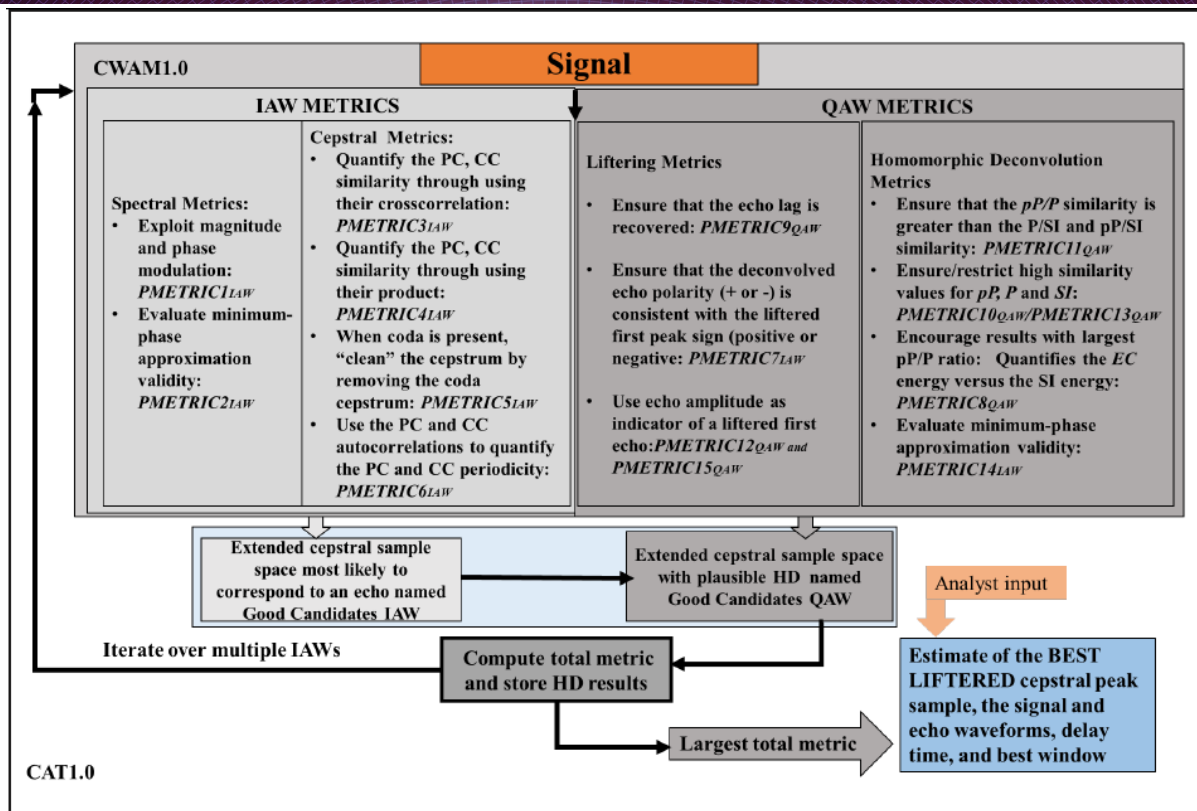 CWAM1.0
Signal
IAW METRICS
Spectral Metrics:
• Exploit magnitude
and phase
modulation:
PMETRIC1IAW
• Evaluate minimum-
phase
approximation
validity:
PMETRIC2IAW
Cepstral Metrics:
• Quantify the PC, CC
similarity through using
their crosscorrelation:
PMETRIC3IAW
• Quantify the PC, CC
similarity through using
their product:
PMETRIC4IAW
• When coda is present,
“clean” the cepstrum by
removing the coda
cepstrum: PMETRIC5IAW
• Use the PC and CC
autocorrelations to quantify
the PC and CC periodicity:
PMETRIC6IAW
QAW METRICS
Liftering Metrics
• Ensure that the echo lag is
recovered: PMETRIC9QAW
• Ensure that the deconvolved
echo polarity (+ or -) is
consistent with the liftered
first peak sign (positive or
negative: PMETRIC7IAW
• Use echo amplitude as
indicator of a liftered first
echo:PMETRIC12QAW and
PMETRIC15QAW
Homomorphic Deconvolution
Metrics
• Ensure that the pP/P similarity is
greater than the P/SI and pP/SI
similarity: PMETRIC11QAW
• Ensure/restrict high similarity
values for pP, P and SI:
PMETRIC10QAW/PMETRIC13QAW
• Encourage results with largest
pP/P ratio: Quantifies the EC
energy versus the SI energy:
PMETRIC8QAW
• Evaluate minimum-phase
approximation validity:
PMETRIC14IAW
Extended cepstral sample
space most likely to
correspond to an echo named
Good Candidates IAW
Extended cepstral sample space
with plausible HD named
Good Candidates QAW
Analyst input
Iterate over multiple IAWs
Compute total metric
and store HD results
Largest total metric
Estimate of the BEST
LIFTERED cepstral peak
sample, the signal and
echo waveforms, delay
time, and best window
CAT1.0